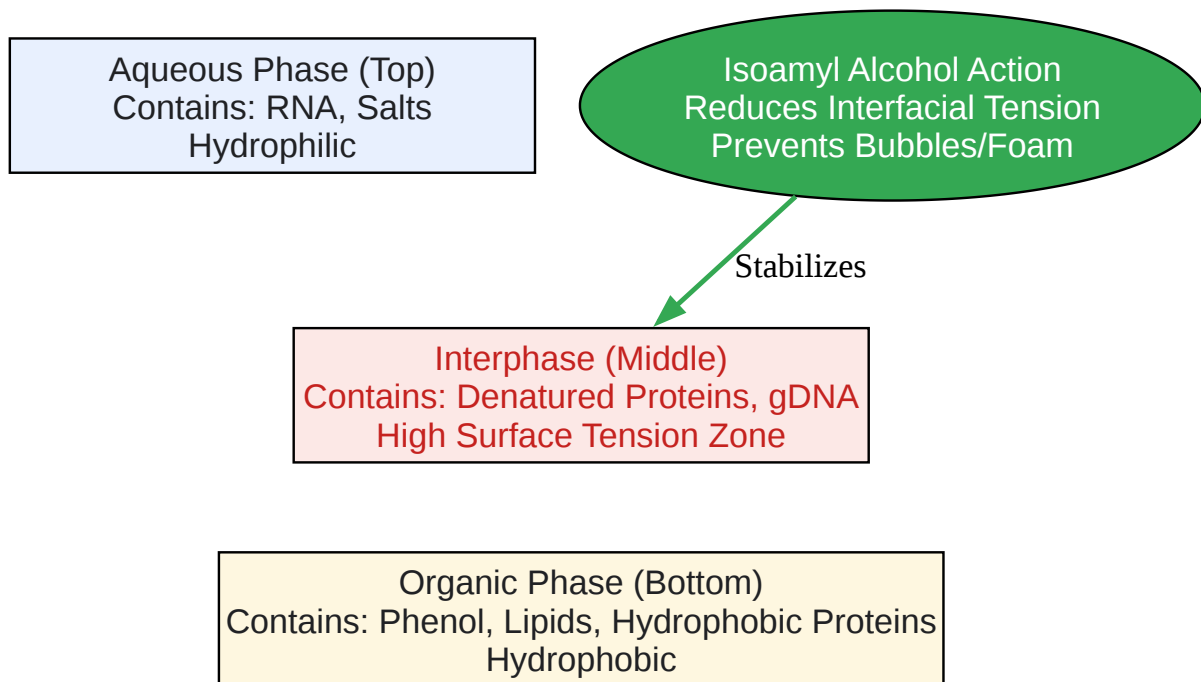 Aqueous Phase (Top)
Contains: RNA, Salts
Hydrophilic
Isoamyl Alcohol Action
Reduces Interfacial Tension
Prevents Bubbles/Foam
Stabilizes
Interphase (Middle)
Contains: Denatured Proteins, gDNA
High Surface Tension Zone
Organic Phase (Bottom)
Contains: Phenol, Lipids, Hydrophobic Proteins
Hydrophobic